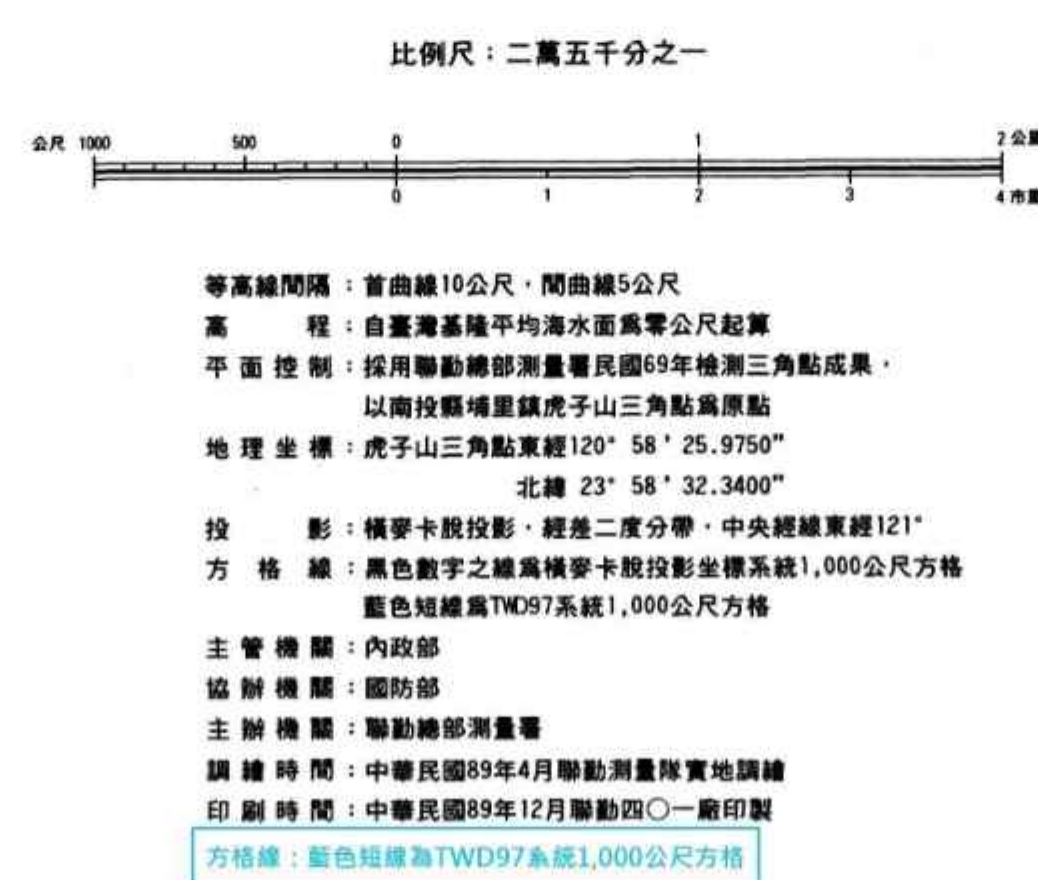 比例尺：二萬五千分之一
公尺 1000 500 0 1 2 公里
0 1 2 3 4 市里
等高線間隔：首曲線10公尺，間曲線5公尺
高程：自臺灣基隆平均海水面為零公尺起算
平面控制：採用聯勤總部測量署民國69年檢測三角點成果，
以南投縣埔里鎮虎子山三角點為原點
地理坐標：虎子山三角點東經120° 58' 25.9750"
北緯 23° 58' 32.3400"
投影：橫麥卡脫投影，經差二度分帶，中央經線東經121°
方格線：黑色數字之線為橫麥卡脫投影坐標系統1,000公尺方格
藍色短線為TWD97系統1,000公尺方格
主管機關：內政部
協辦機關：國防部
主辦機關：聯勤總部測量署
調繪時間：中華民國89年4月聯勤測量隊實地調繪
印刷時間：中華民國89年12月聯勤四〇一廠印製
方格線：藍色短線為TWD97系統1,000公尺方格